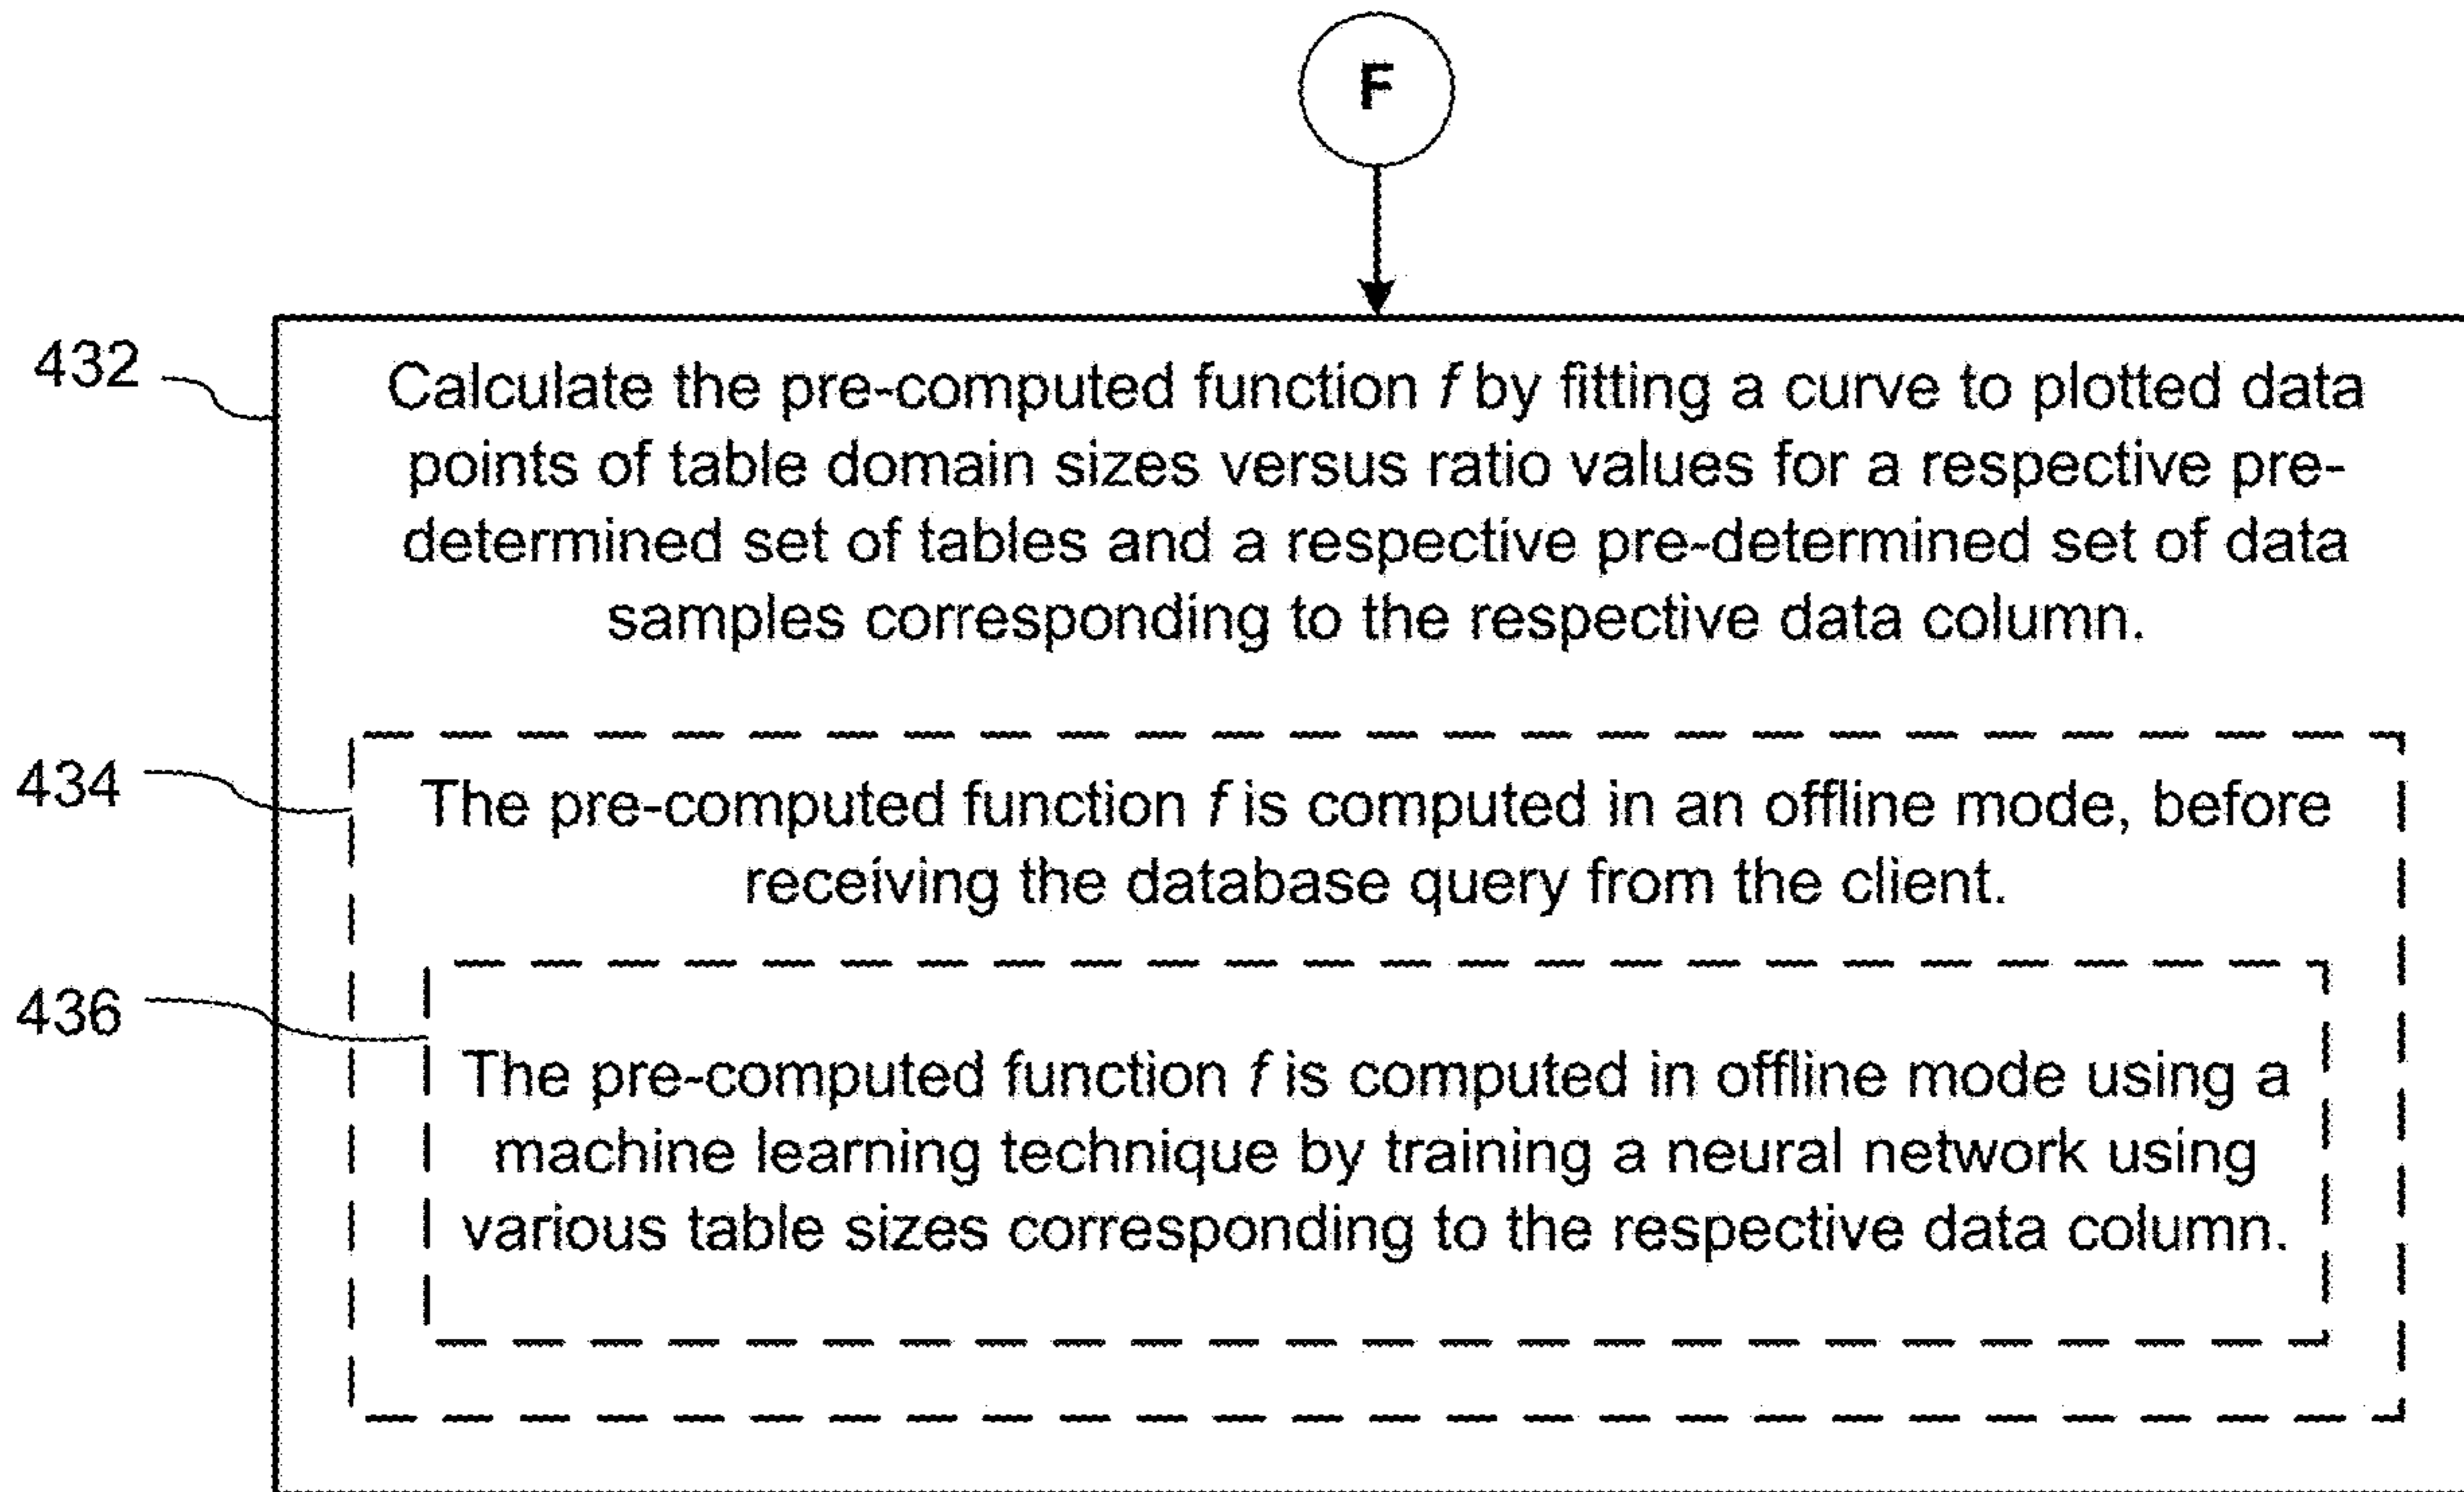 F
432
Calculate the pre-computed function f by fitting a curve to plotted data
points of table domain sizes versus ratio values for a respective pre-
determined set of tables and a respective pre-determined set of data
samples corresponding to the respective data column.
434
The pre-computed function f is computed in an offline mode, before
receiving the database query from the client.
436
The pre-computed function f is computed in offline mode using a
machine learning technique by training a neural network using
various table sizes corresponding to the respective data column.